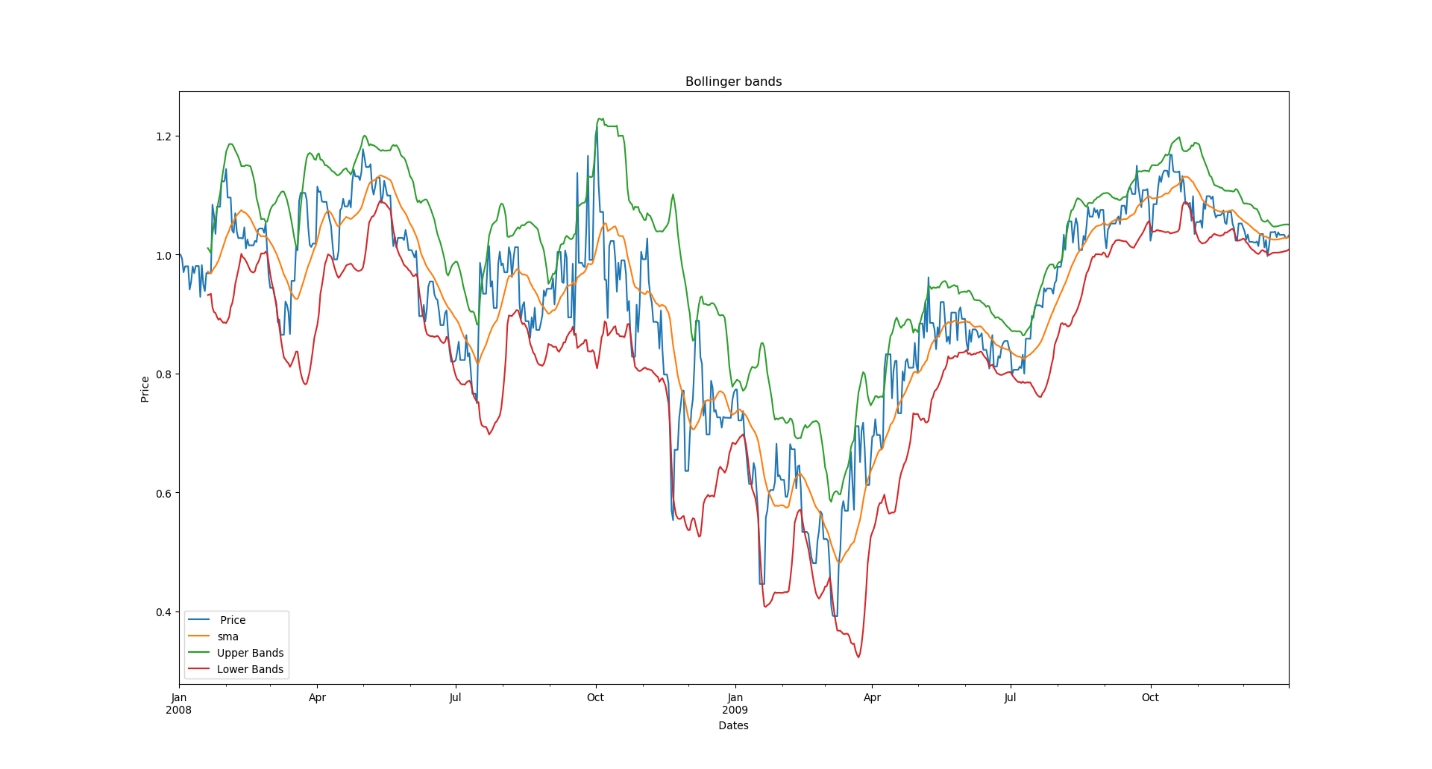 Bollinger bands
1.2
1.0
0.8
0.6
0.4
Price
Price
sma
Upper Bands
Lower Bands
Jan Apr Jul Oct Jan Apr Jul Oct
2008 2009
Dates